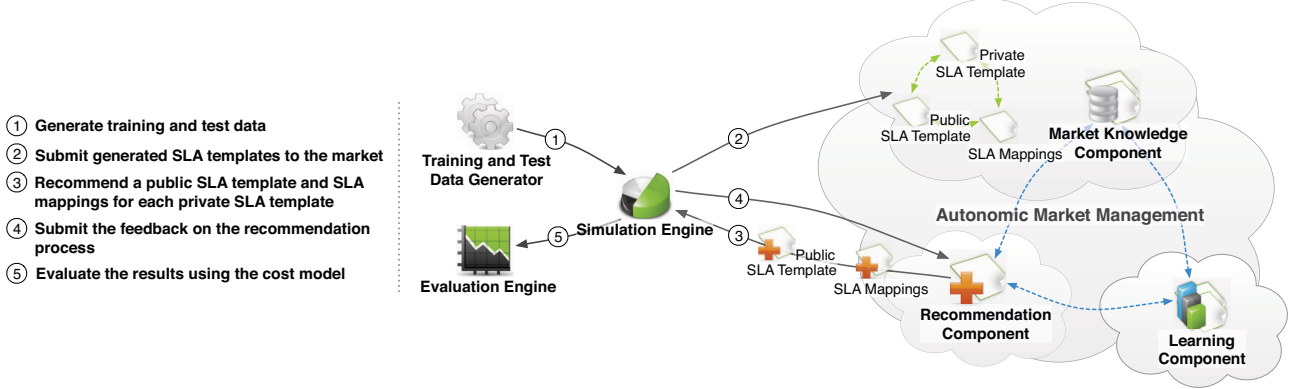 1 Generate training and test data
2 Submit generated SLA templates to the market
3 Recommend a public SLA template and SLA
mappings for each private SLA template
4 Submit the feedback on the recommendation
process
5 Evaluate the results using the cost model
1
Training and Test
Data Generator
Simulation Engine
5
Evaluation Engine
2
4
3
Public
SLA Template
SLA Mappings
Private
SLA Template
Public
SLA Template
SLA Mappings
Market Knowledge
Component
Autonomic Market Management
Recommendation
Component
Learning
Component